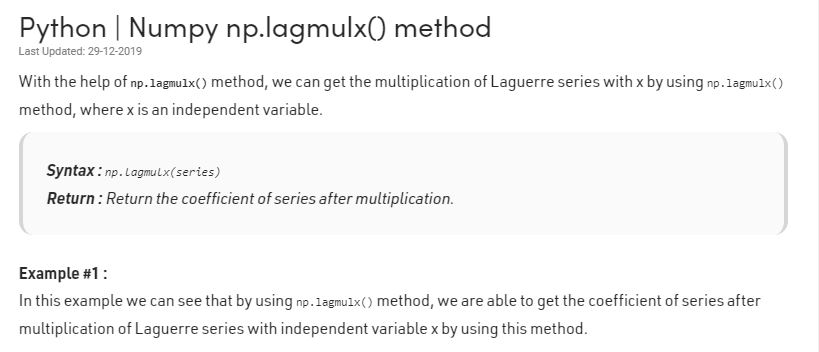 Python | Numpy np.lagmulx() method
Last Updated: 29-12-2019
With the help of np.lagmulx() method, we can get the multiplication of Laguerre series with x by using np.lagmulx()
method, where x is an independent variable.
Syntax : np.lagmulx(series)
Return : Return the coefficient of series after multiplication.
Example #1 :
In this example we can see that by using np.lagmulx() method, we are able to get the coefficient of series after
multiplication of Laguerre series with independent variable x by using this method.